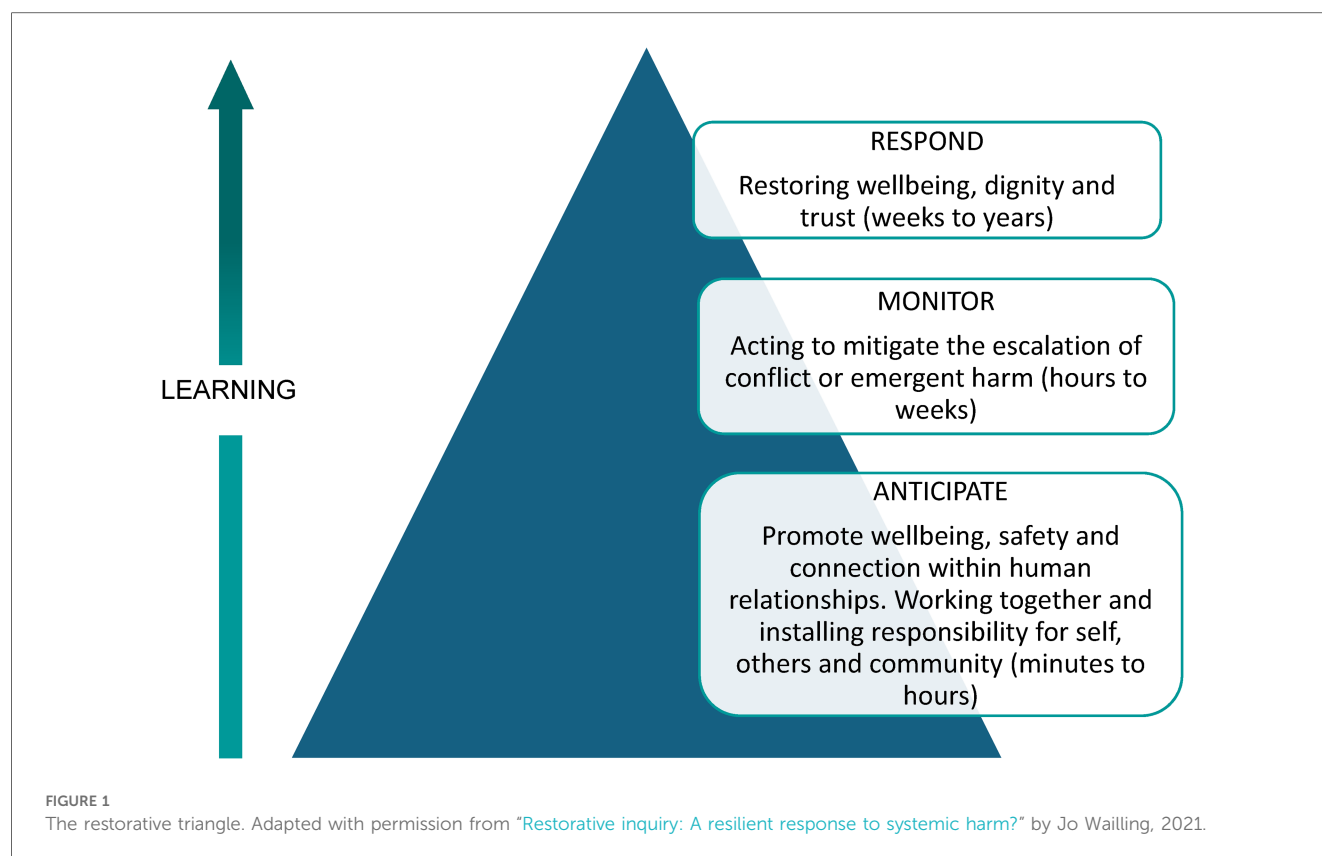 RESPOND
Restoring wellbeing, dignity and
trust (weeks to years)
MONITOR
Acting to mitigate the escalation of
conflict or emergent harm (hours to
weeks)
LEARNING
ANTICIPATE
Promote wellbeing, safety and
connection within human
relationships. Working together and
installing responsibility for self,
others and community (minutes to
hours)
FIGURE 1
The restorative triangle. Adapted with permission from “Restorative inquiry: A resilient response to systemic harm?” by Jo Wailling, 2021.